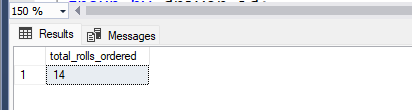 150 %
Results Messages
total_rolls_ordered
1 14